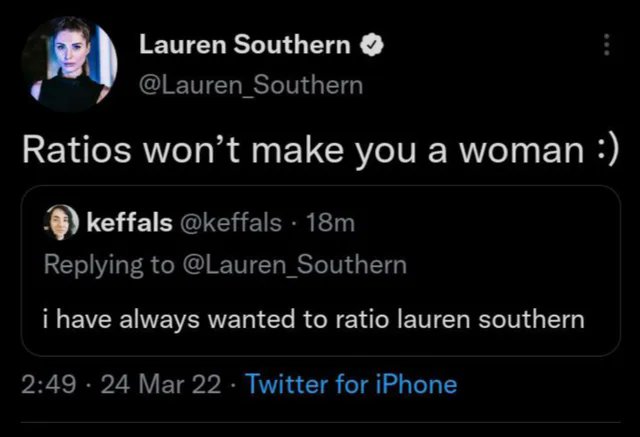 Lauren Southern
@Lauren_Southern
Ratios won’t make you a woman :)
keffals @keffals · 18m
Replying to @Lauren_Southern
i have always wanted to ratio lauren southern
2:49 · 24 Mar 22 · Twitter for iPhone